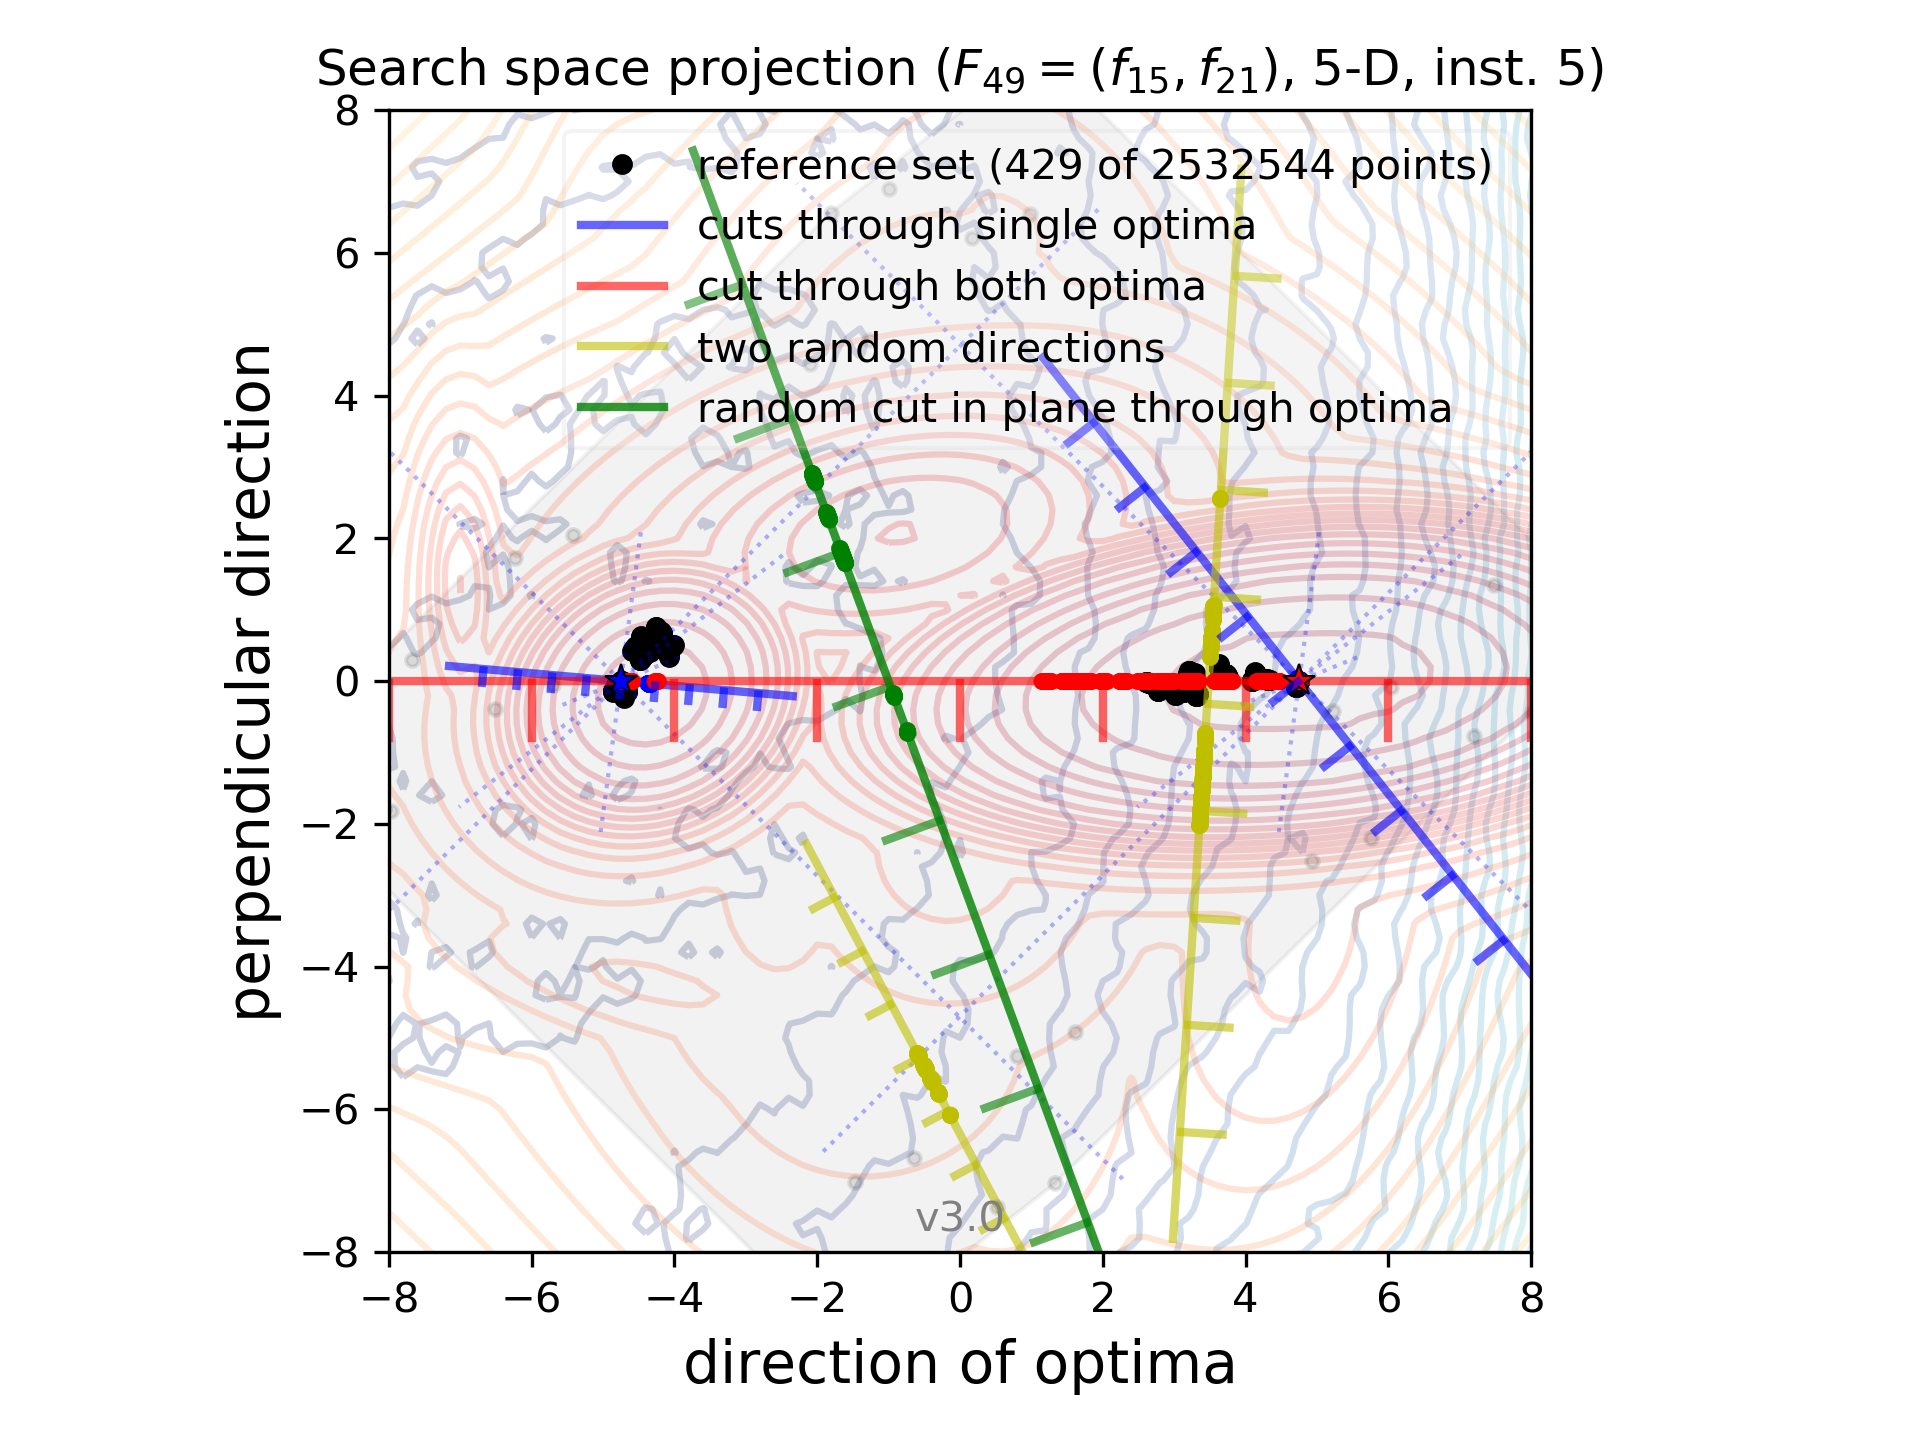 Search space projection (F49 = (f15, f21), 5-D, inst. 5)
reference set (429 of 2532544 points)
cuts through single optima
cut through both optima
two random directions
random cut in plane through optima
perpendicular direction
8
6
4
2
0
−2
−4
−6
−8
v3.0
−8 −6 −4 −2 0 2 4 6 8
direction of optima